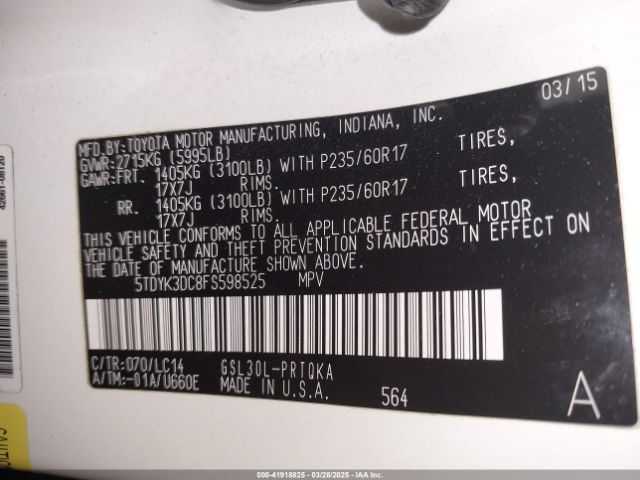 03/15
MFD.BY:TOYOTA MOTOR MANUFACTURING, INDIANA, INC.
GVWR:2715KG (5995LB)
GAWR:FRT. 1405KG (3100LB) WITH P235/60R17 TIRES,
17X7J RIMS.
RR. 1405KG (3100LB) WITH P235/60R17 TIRES,
17X7J RIMS.
THIS VEHICLE CONFORMS TO ALL APPLICABLE FEDERAL MOTOR
VEHICLE SAFETY AND THEFT PREVENTION STANDARDS IN EFFECT ON
THE DATE OF MANUFACTURE SHOWN ABOVE.
5TDYK3DC8FS598525 MPV
C/TR:070/LC14 GSL30L-PRTQKA
A/TM:-01A/U660E MADE IN U.S.A. 564 A
42861-08120
000-41918825 | 03/28/2025 | IAA Inc.